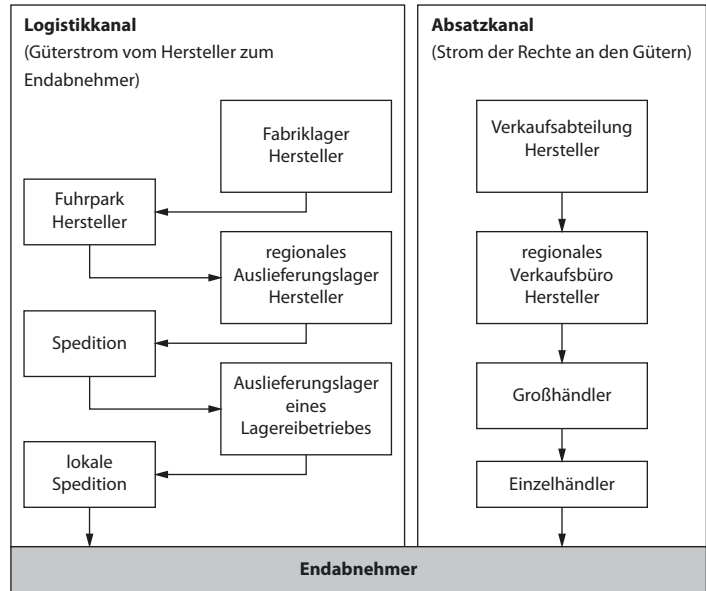 Logistikkanal
(Güterstrom vom Hersteller zum
Endabnehmer)
Fabriklager
Hersteller
Fuhrpark
Hersteller
regionales
Auslieferungslager
Hersteller
Spedition
Auslieferungslager
eines
Lagereibetriebes
lokale
Spedition
Absatzkanal
(Strom der Rechte an den Gütern)
Verkaufsabteilung
Hersteller
regionales
Verkaufsbüro
Hersteller
Großhändler
Einzelhändler
Endabnehmer